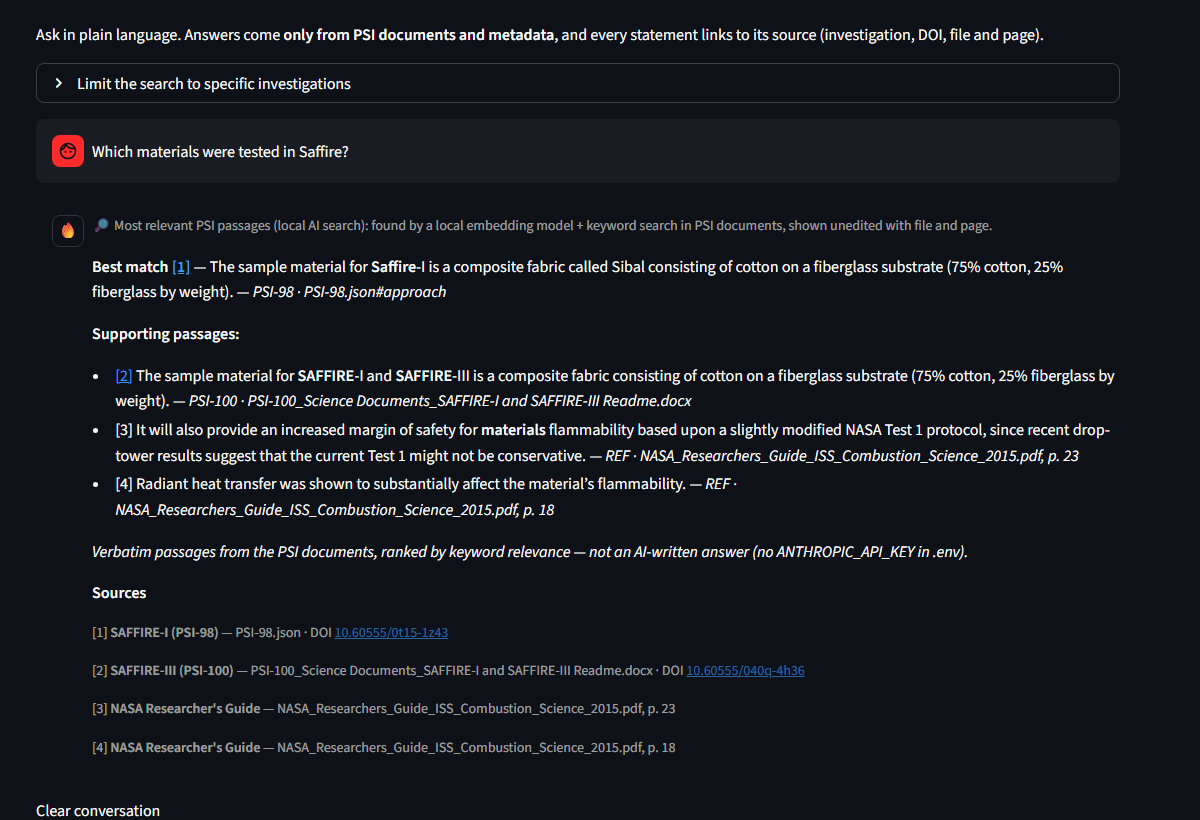 Ask in plain language. Answers come only from PSI documents and metadata, and every statement links to its source (investigation, DOI, file and page).
Limit the search to specific investigations
Which materials were tested in Saffire?
Most relevant PSI passages (local AI search): found by a local embedding model + keyword search in PSI documents, shown unedited with file and page.
Best match [1] — The sample material for Saffire-I is a composite fabric called Sibal consisting of cotton on a fiberglass substrate (75% cotton, 25%
fiberglass by weight). — PSI-98 · PSI-98.json#approach
Supporting passages:
• [2] The sample material for SAFFIRE-I and SAFFIRE-III is a composite fabric consisting of cotton on a fiberglass substrate (75% cotton, 25% fiberglass by
weight). — PSI-100 · PSI-100_Science Documents_SAFFIRE-I and SAFFIRE-III Readme.docx
• [3] It will also provide an increased margin of safety for materials flammability based upon a slightly modified NASA Test 1 protocol, since recent drop-
tower results suggest that the current Test 1 might not be conservative. — REF · NASA_Researchers_Guide_ISS_Combustion_Science_2015.pdf, p. 23
• [4] Radiant heat transfer was shown to substantially affect the material’s flammability. — REF ·
NASA_Researchers_Guide_ISS_Combustion_Science_2015.pdf, p. 18
Verbatim passages from the PSI documents, ranked by keyword relevance — not an AI-written answer (no ANTHROPIC_API_KEY in .env).
Sources
[1] SAFFIRE-I (PSI-98) — PSI-98.json · DOI 10.60555/0t15-1z43
[2] SAFFIRE-III (PSI-100) — PSI-100_Science Documents_SAFFIRE-I and SAFFIRE-III Readme.docx · DOI 10.60555/040q-4h36
[3] NASA Researcher's Guide — NASA_Researchers_Guide_ISS_Combustion_Science_2015.pdf, p. 23
[4] NASA Researcher's Guide — NASA_Researchers_Guide_ISS_Combustion_Science_2015.pdf, p. 18
Clear conversation